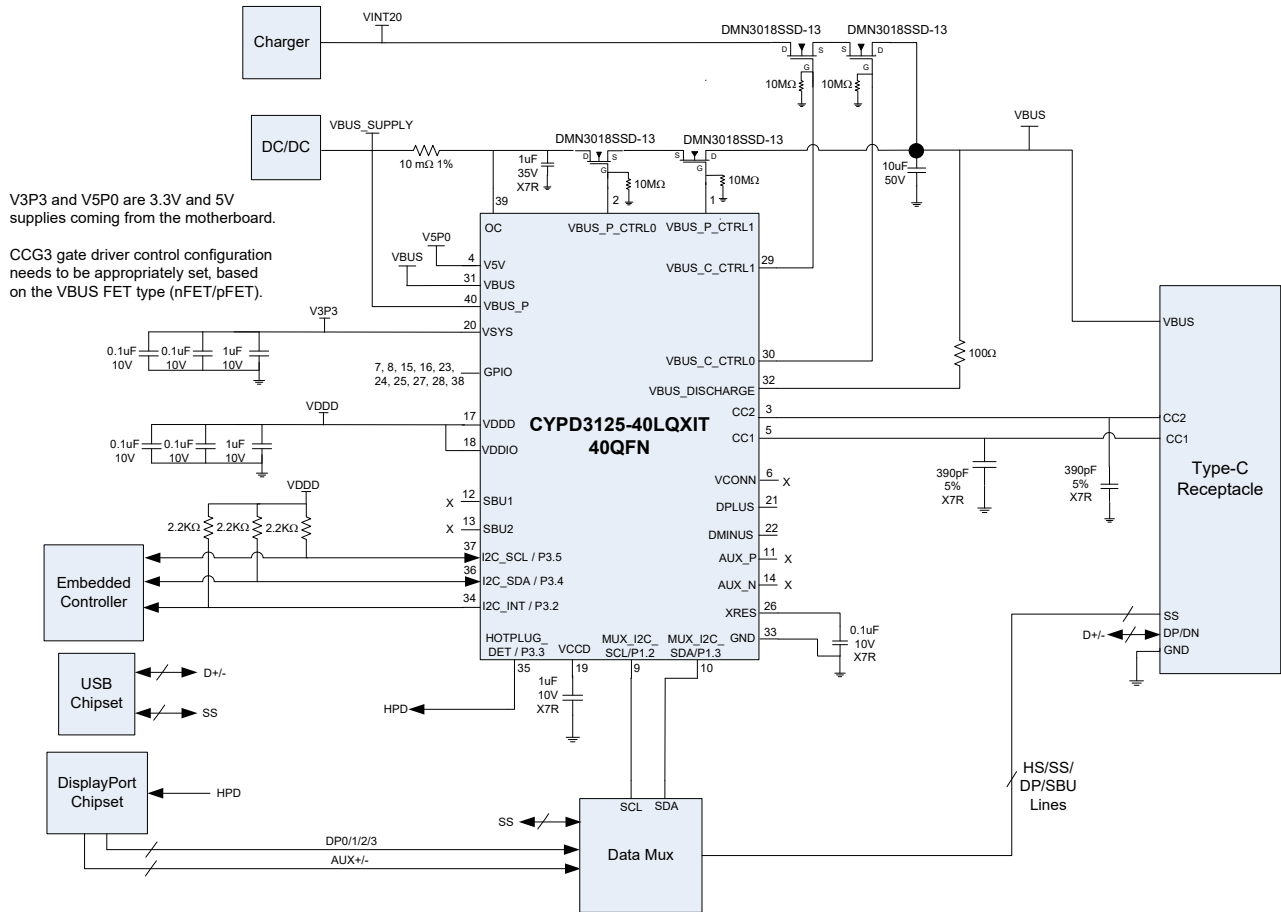 VINT20
Charger
DMN3018SSD-13 DMN3018SSD-13
D S S D
G G
10MΩ 10MΩ
VBUS_SUPPLY
DC/DC
10 mΩ 1%
DMN3018SSD-13 DMN3018SSD-13
VBUS
1uF
35V
X7R
D S S D
G G
10MΩ 10MΩ
10uF
50V
V3P3 and V5P0 are 3.3V and 5V
supplies coming from the motherboard.
CCG3 gate driver control configuration
needs to be appropriately set, based
on the VBUS FET type (nFET/pFET).
39 2 1
OC VBUS_P_CTRL0 VBUS_P_CTRL1
V5P0
4 V5V
VBUS
31 VBUS
40 VBUS_P
V3P3
20 VSYS
0.1uF
10V
0.1uF
10V
1uF
10V
7, 8, 15, 16, 23,
24, 25, 27, 28, 38
GPIO
VDDD
17 VDDD
18 VDDIO
0.1uF
10V
0.1uF
10V
1uF
10V
CYPD3125-40LQXIT
40QFN
VBUS_C_CTRL1 29
VBUS_C_CTRL0 30
VBUS_DISCHARGE 32
100Ω
CC2 3
CC1 5
390pF
5%
X7R
390pF
5%
X7R
VCONN 6 X
DPLUS 21
DMINUS 22
AUX_P 11 X
AUX_N 14 X
XRES 26
GND 33
0.1uF
10V
X7R
X 12 SBU1
X 13 SBU2
VDDD
2.2KΩ 2.2KΩ 2.2KΩ
37 I2C_SCL / P3.5
36 I2C_SDA / P3.4
34 I2C_INT / P3.2
Embedded
Controller
HOTPLUG_
DET / P3.3
35
VCCD
19
MUX_I2C_
SCL/P1.2
9
MUX_I2C_
SDA/P1.3
10
1uF
10V
X7R
HPD
USB
Chipset
D+/-
SS
DisplayPort
Chipset
HPD
DP0/1/2/3
AUX+/-
SS
SCL SDA
Data Mux
HS/SS/
DP/SBU
Lines
VBUS
CC2
CC1
Type-C
Receptacle
SS
D+/- DP/DN
GND